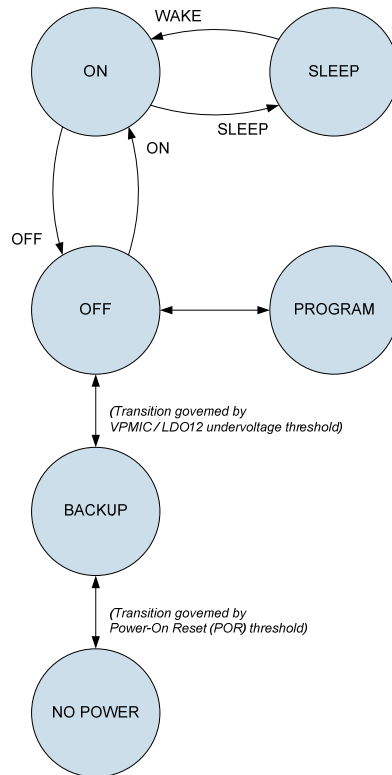 WAKE
ON
SLEEP
SLEEP
ON
OFF
OFF
PROGRAM
(Transition governed by
VPMIC / LDO12 undervoltage threshold)
BACKUP
(Transition governed by
Power-On Reset (POR) threshold)
NO POWER